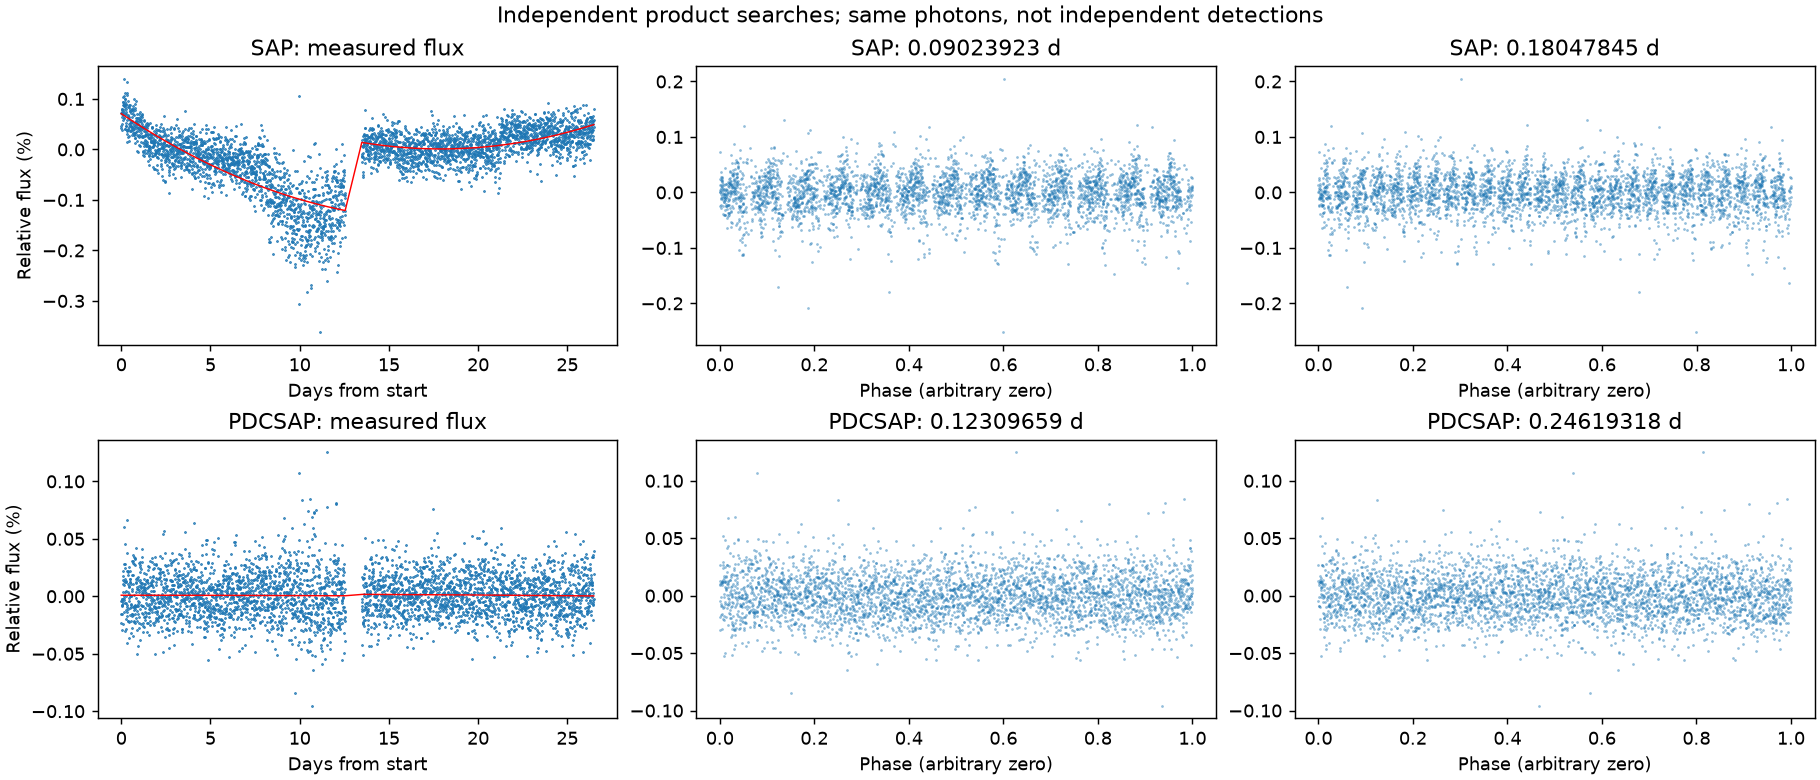 Independent product searches; same photons, not independent detections
SAP: measured flux
SAP: 0.09023923 d
SAP: 0.18047845 d
Relative flux (%)
0.1
0.0
−0.1
−0.2
−0.3
0.2
0.1
0.0
−0.1
−0.2
0.2
0.1
0.0
−0.1
−0.2
0 5 10 15 20 25
0.0 0.2 0.4 0.6 0.8 1.0
0.0 0.2 0.4 0.6 0.8 1.0
Days from start
Phase (arbitrary zero)
Phase (arbitrary zero)
PDCSAP: measured flux
PDCSAP: 0.12309659 d
PDCSAP: 0.24619318 d
Relative flux (%)
0.10
0.05
0.00
−0.05
−0.10
0.10
0.05
0.00
−0.05
−0.10
0.10
0.05
0.00
−0.05
−0.10
0 5 10 15 20 25
0.0 0.2 0.4 0.6 0.8 1.0
0.0 0.2 0.4 0.6 0.8 1.0
Days from start
Phase (arbitrary zero)
Phase (arbitrary zero)